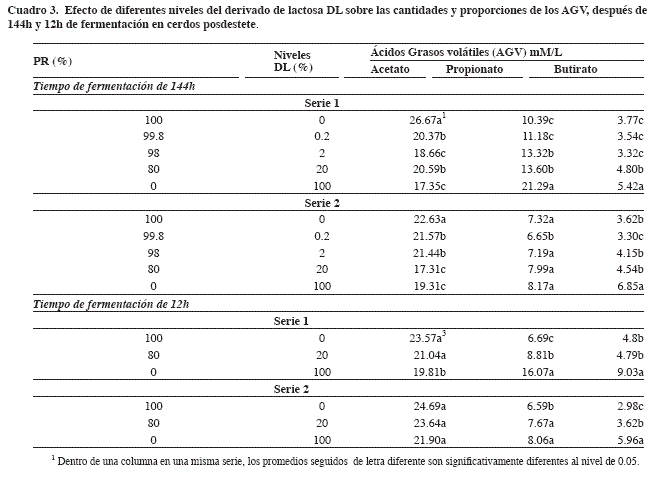 Cuadro 3. Efecto de diferentes niveles del derivado de lactosa DL sobre las cantidades y proporciones de los AGV, después de
144h y 12h de fermentación en cerdos posdestete.
PR (%) Niveles DL (%) Ácidos Grasos volátiles (AGV) mM/L
Acetato Propionato Butirato
Tiempo de fermentación de 144h
Serie 1
100 0 26.67a1 10.39c 3.77c
99.8 0.2 20.37b 11.18c 3.54c
98 2 18.66c 13.32b 3.32c
80 20 20.59b 13.60b 4.80b
0 100 17.35c 21.29a 5.42a
Serie 2
100 0 22.63a 7.32a 3.62b
99.8 0.2 21.57b 6.65b 3.30c
98 2 21.44b 7.19a 4.15b
80 20 17.31c 7.99a 4.54b
0 100 19.31c 8.17a 6.85a
Tiempo de fermentación de 12h
Serie 1
100 0 23.57a3 6.69c 4.8b
80 20 21.04a 8.81b 4.79b
0 100 19.81b 16.07a 9.03a
Serie 2
100 0 24.69a 6.59b 2.98c
80 20 23.64a 7.67a 3.62b
0 100 21.90a 8.06a 5.96a
1 Dentro de una columna en una misma serie, los promedios seguidos de letra diferente son significativamente diferentes al nivel de 0.05.